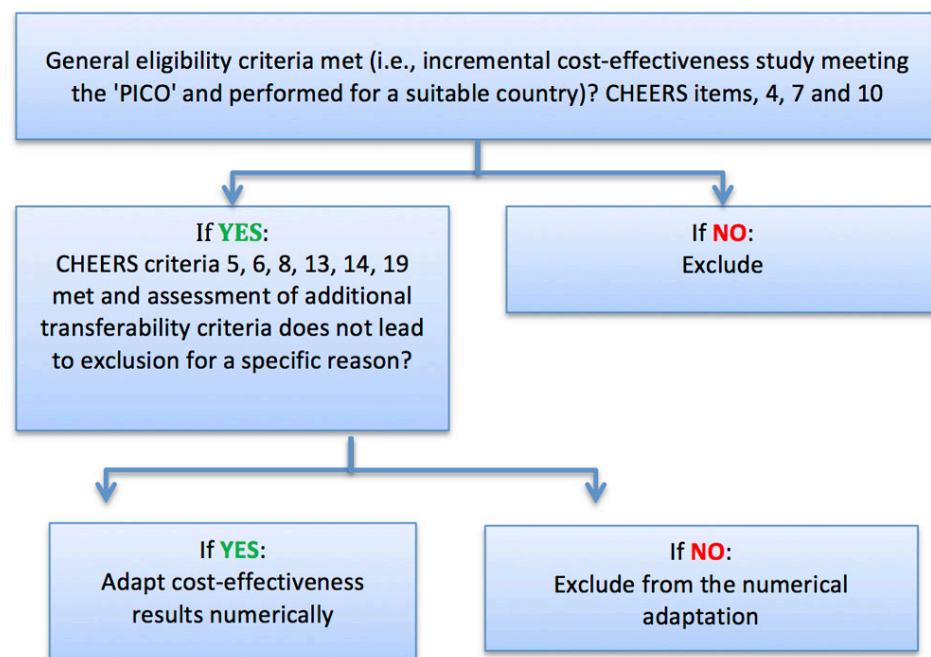 General eligibility criteria met (i.e., incremental cost-effectiveness study meeting
the 'PICO' and performed for a suitable country)? CHEERS items, 4, 7 and 10
If YES:
CHEERS criteria 5, 6, 8, 13, 14, 19
met and assessment of additional
transferability criteria does not lead
to exclusion for a specific reason?
If NO:
Exclude
If YES:
Adapt cost-effectiveness
results numerically
If NO:
Exclude from the numerical
adaptation